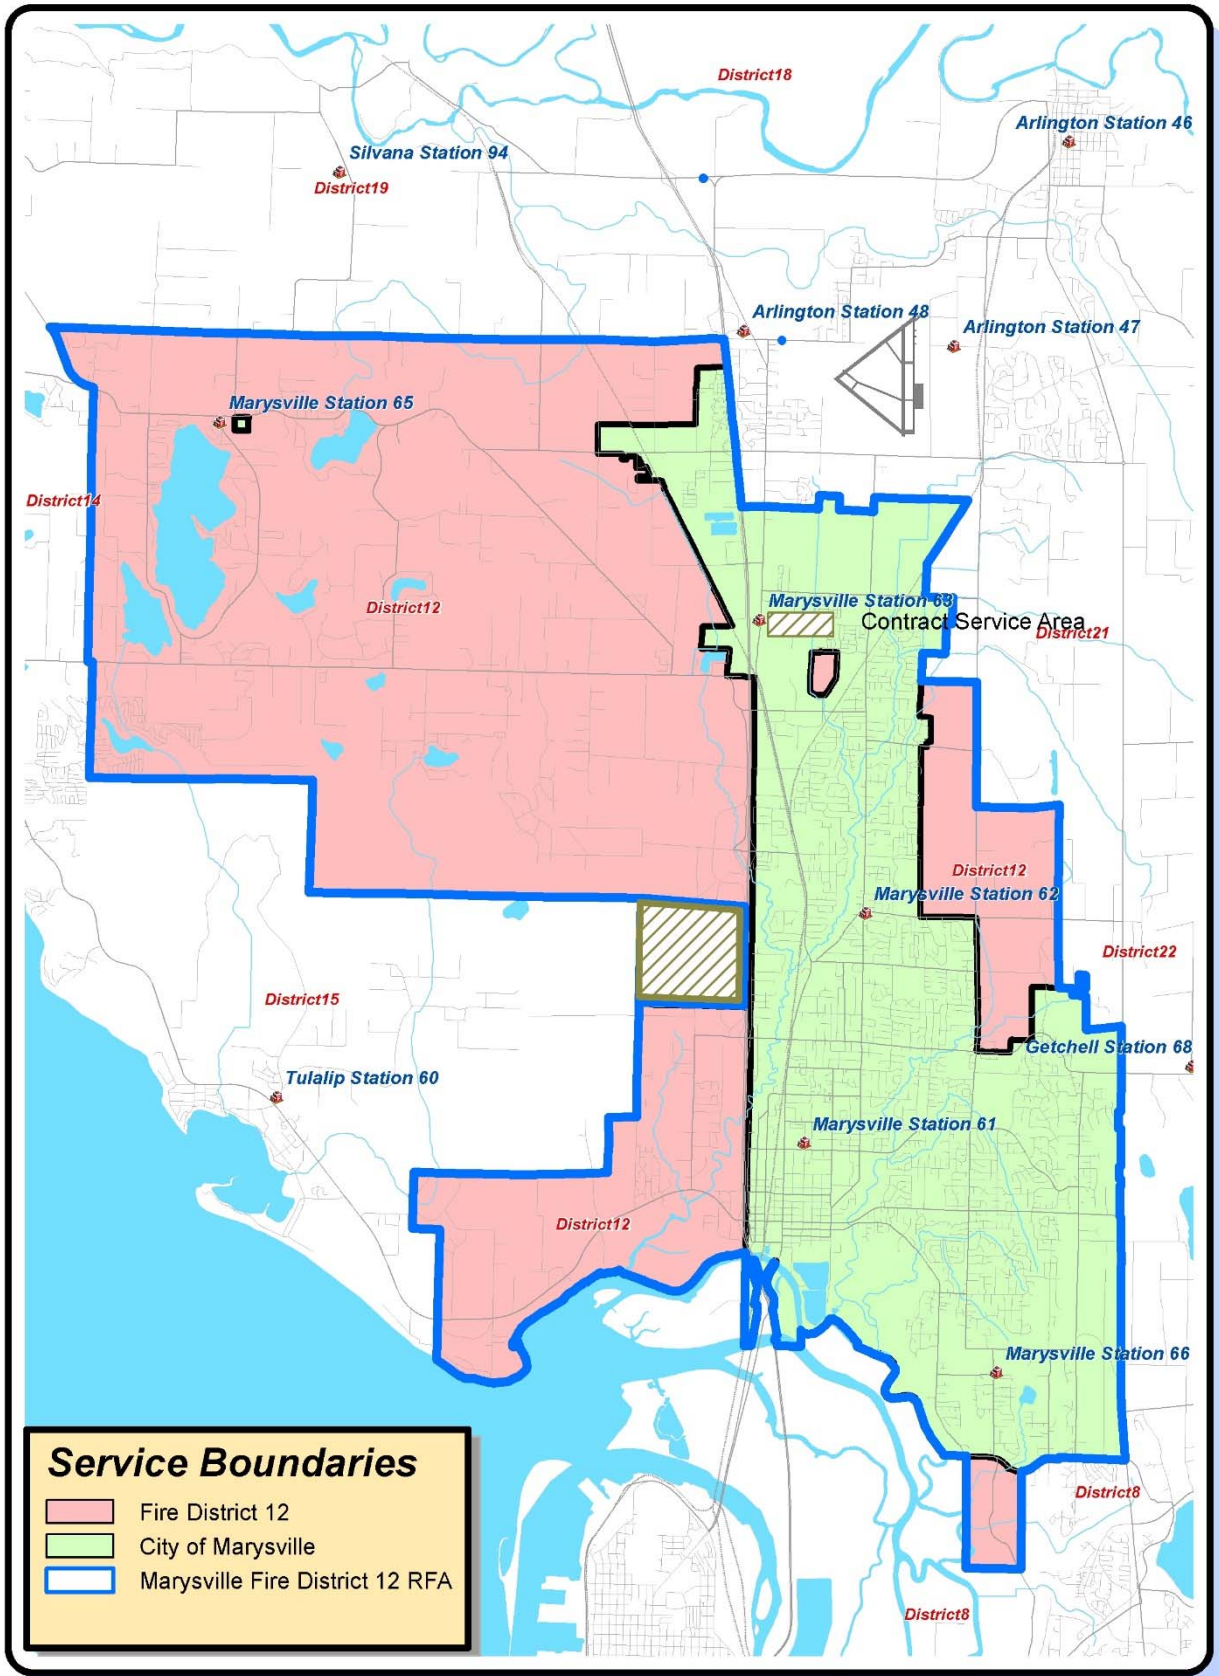 District18
Arlington Station 46
Silvana Station 94
District19
Arlington Station 48
Arlington Station 47
Marysville Station 65
District14
Marysville Station 63
District12
Contract Service Area
District21
District12
Marysville Station 62
District22
District15
Getchell Station 68
Tulalip Station 60
Marysville Station 61
District12
Marysville Station 66
Service Boundaries
Fire District 12
City of Marysville
Marysville Fire District 12 RFA
District8
District8